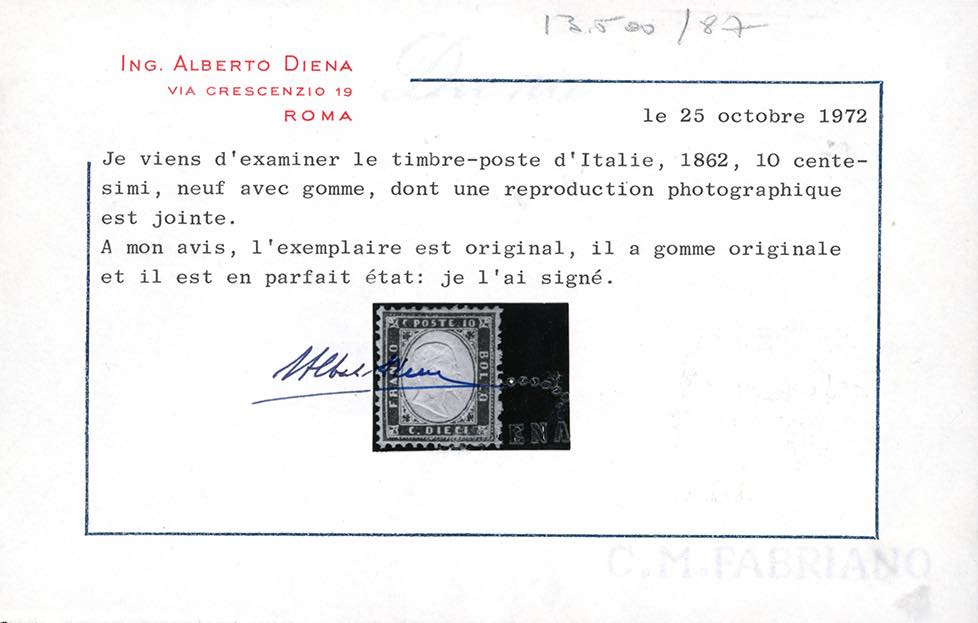 13.500 / 87
ING. ALBERTO DIENA
VIA CRESCENZIO 19
ROMA
le 25 octobre 1972
Je viens d'examiner le timbre-poste d'Italie, 1862, 10 cente-
simi, neuf avec gomme, dont une reproduction photographique
est jointe.
A mon avis, l'exemplaire est original, il a gomme originale
et il est en parfait état: je l'ai signé.
C. POSTE 10
FRANCO
BOLLO
C. DIECI
ENA
C.M.FABRIANO